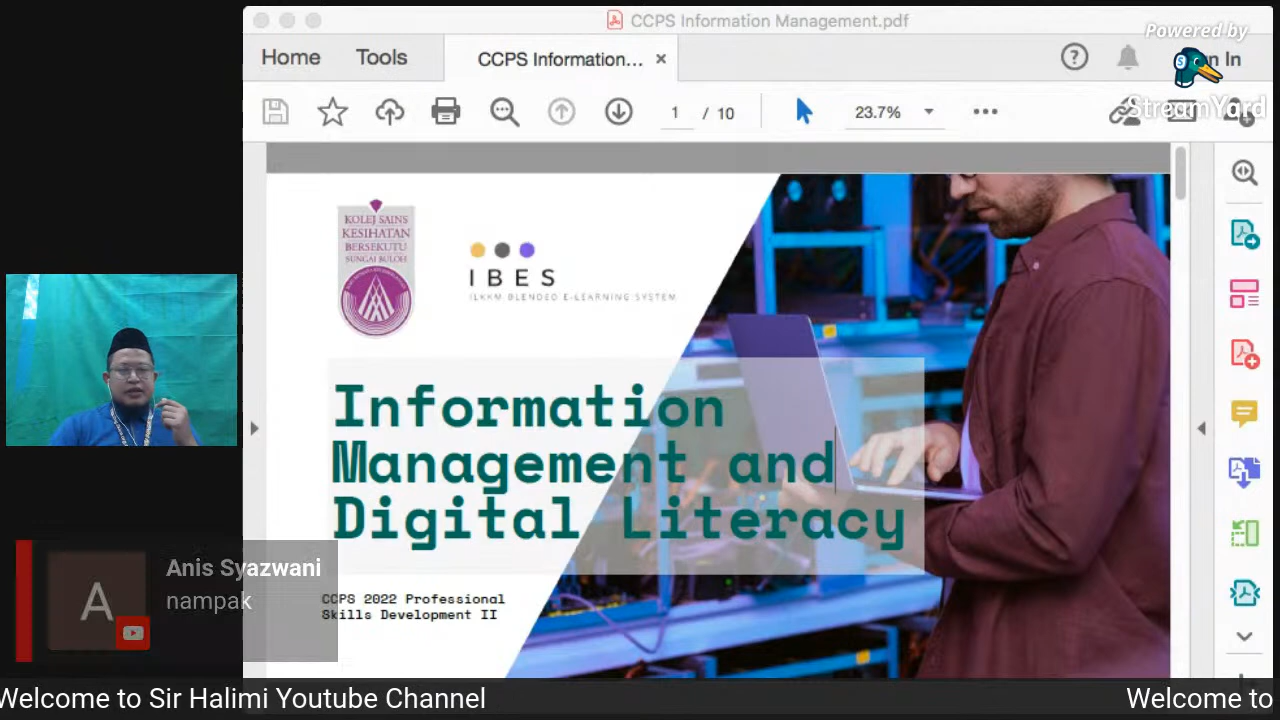 CCPS Information Management.pdf
Powered by
Home
Tools
CCPS Information... ×
In
StreamYard
1 / 10
23.7%
KOLEJ SAINS
KESIHATAN
BERSEKUTU
SUNGAI BULOH
IBES
ILKKM BLENDED E-LEARNING SYSTEM
Information
Management and
Digital Literacy
CCPS 2022 Professional
Skills Development II
A
Anis Syazwani
nampak
Welcome to Sir Halimi Youtube Channel
Welcome to